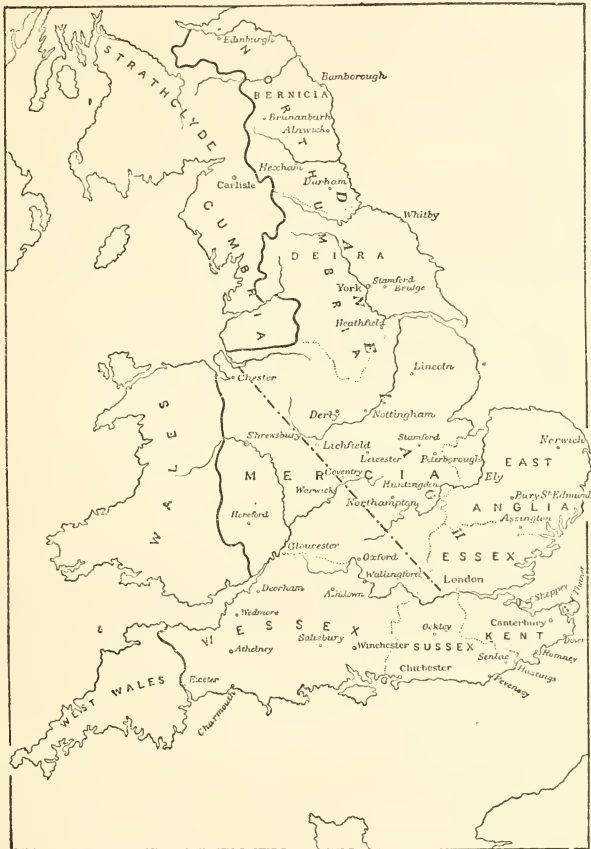 Edinburgh
STRATHCLYDE
NORTHUMBRIA
Bamborough
BERNICIA
Brunanburh
Alnwick
Hexham
Carlisle
Durham
CUMBRIA
Whitby
DEIRA
York
Stamford
Bridge
Heathfield
Lincoln
Chester
Derby
Nottingham
DANELAG
Shrewsbury
Lichfield
Stamford
Norwich
WALES
Leicester
Peterborough
EAST
MERCIA
Coventry
Ely
Huntingdon
Warwick
Northampton
Bury St Edmund
ANGLIA
Hereford
Assington
Gloucester
Oxford
ESSEX
Wallingford
London
Deorham
Ashdown
Sheppey
Thanet
Wedmore
WESSEX
Ockley
Canterbury
KENT
Dover
Athelney
Salisbury
Winchester
SUSSEX
Senlac
Romney
Chichester
Hastings
Pevensey
WEST WALES
Exeter
Charmouth